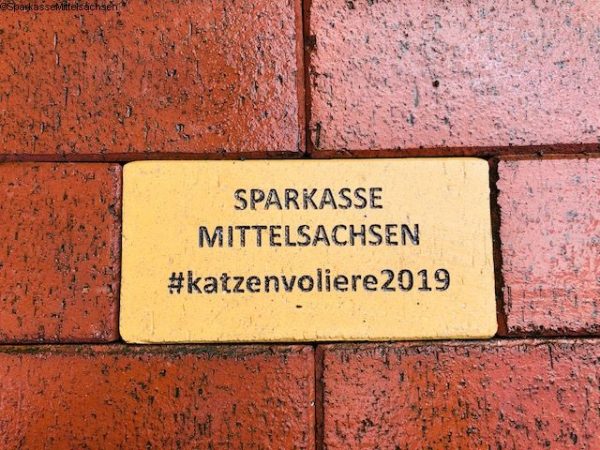 ©SparkasseMittelsachsen
SPARKASSE
MITTELSACHSEN
#katzenvoliere2019